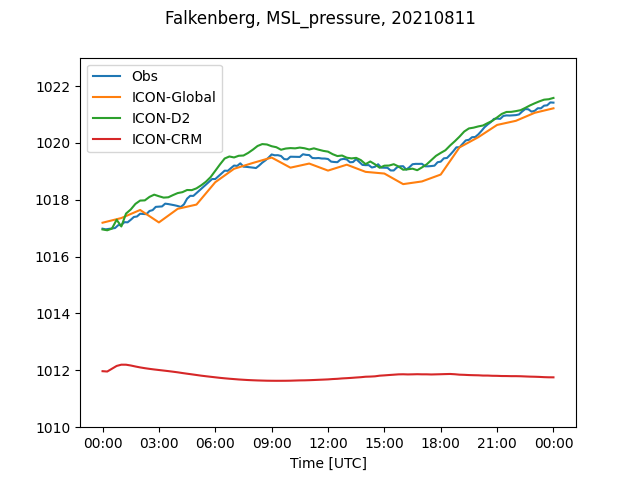 Falkenberg, MSL_pressure, 20210811
Obs
ICON-Global
ICON-D2
ICON-CRM
1022
1020
1018
1016
1014
1012
1010
00:00 03:00 06:00 09:00 12:00 15:00 18:00 21:00 00:00
Time [UTC]